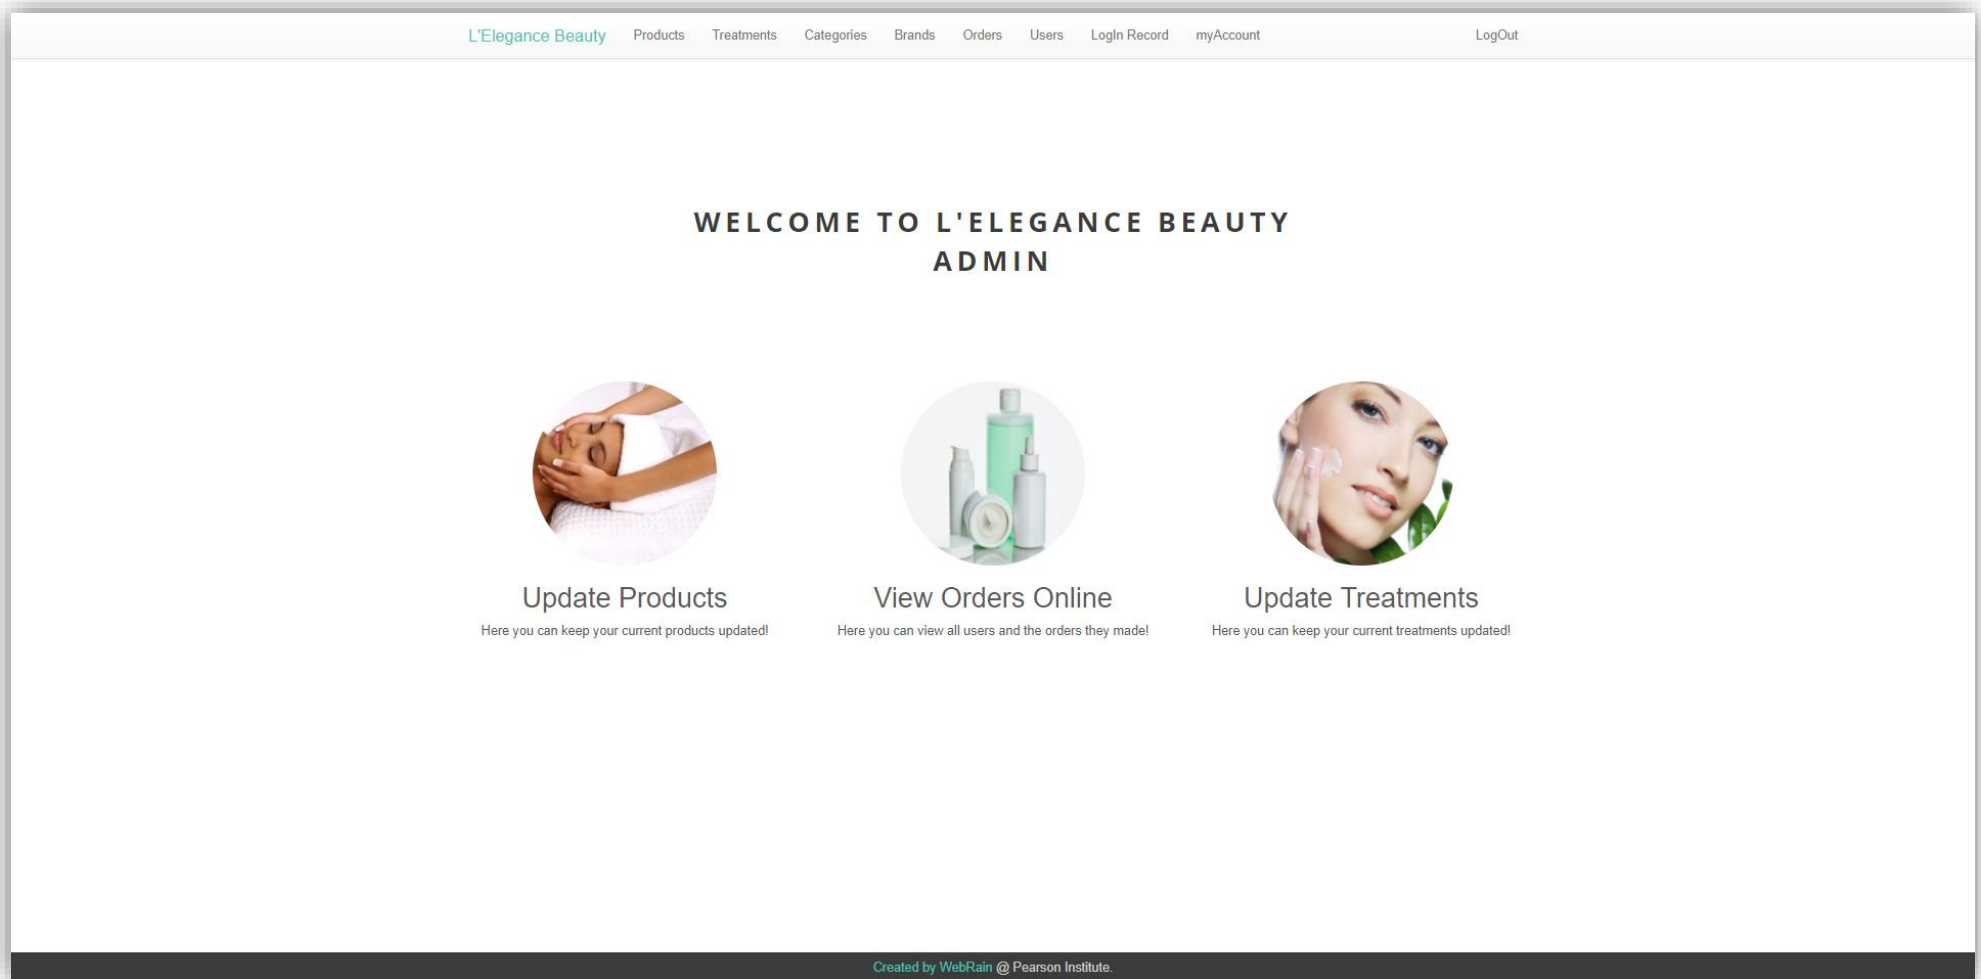 L'Elegance Beauty Products Treatments Categories Brands Orders Users LogIn Record myAccount LogOut
WELCOME TO L'ELEGANCE BEAUTY
ADMIN
Update Products
Here you can keep your current products updated!
View Orders Online
Here you can view all users and the orders they made!
Update Treatments
Here you can keep your current treatments updated!
Created by WebRain @ Pearson Institute.